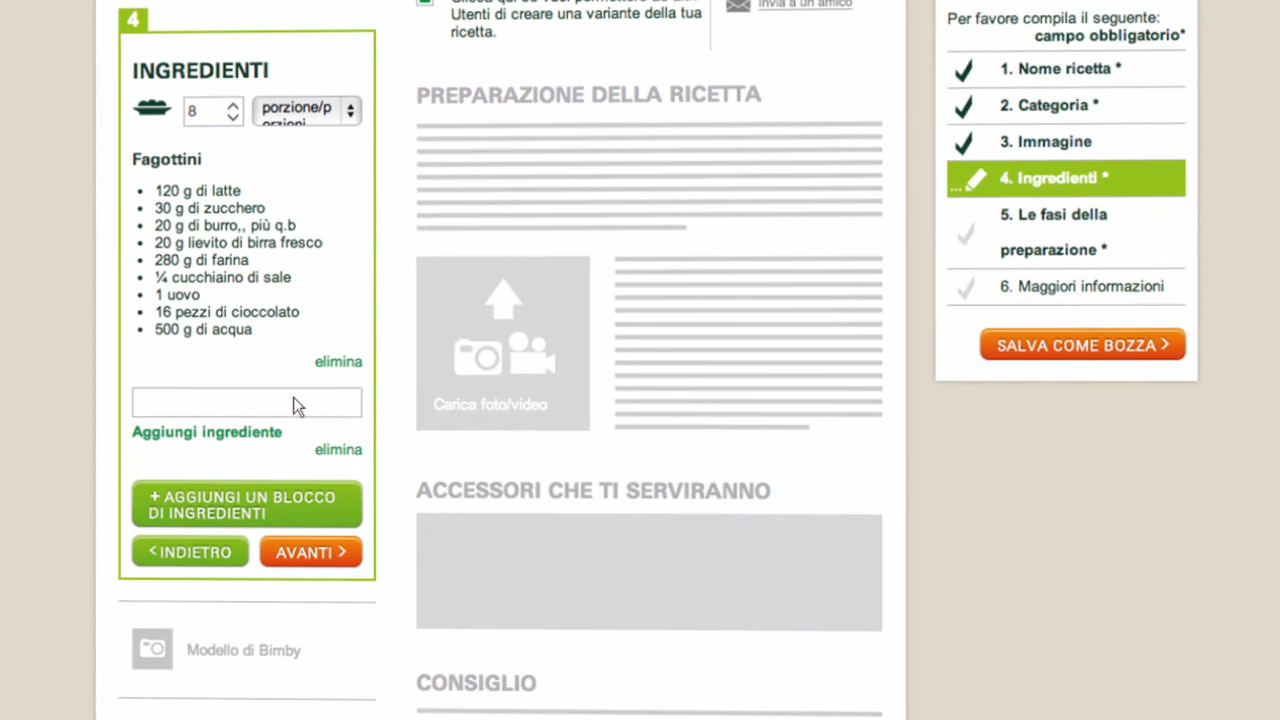 4
INGREDIENTI
8
porzione/p
orzioni
Fagottini
• 120 g di latte
• 30 g di zucchero
• 20 g di burro,, più q.b
• 20 g lievito di birra fresco
• 280 g di farina
• ¼ cucchiaino di sale
• 1 uovo
• 16 pezzi di cioccolato
• 500 g di acqua
elimina
Aggiungi ingrediente
elimina
+ AGGIUNGI UN BLOCCO
DI INGREDIENTI
< INDIETRO
AVANTI >
Modello di Bimby
Utenti di creare una variante della tua
ricetta.
invia a un amico
PREPARAZIONE DELLA RICETTA
Carica foto/video
ACCESSORI CHE TI SERVIRANNO
CONSIGLIO
Per favore compila il seguente:
campo obbligatorio*
1. Nome ricetta *
2. Categoria *
3. Immagine
... 4. Ingredienti *
5. Le fasi della
preparazione *
6. Maggiori informazioni
SALVA COME BOZZA >